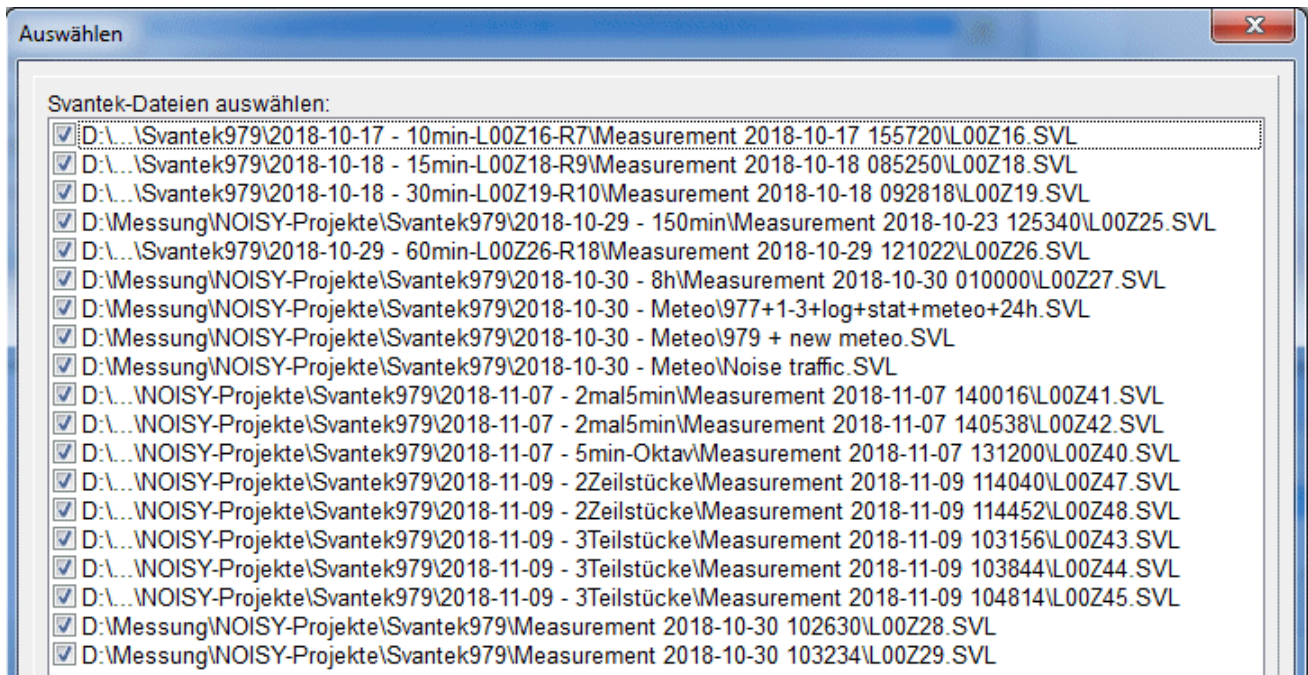 Auswählen
Svantek-Dateien auswählen:
D:\...\Svantek979\2018-10-17 - 10min-L00Z16-R7\Measurement 2018-10-17 155720\L00Z16.SVL
D:\...\Svantek979\2018-10-18 - 15min-L00Z18-R9\Measurement 2018-10-18 085250\L00Z18.SVL
D:\...\Svantek979\2018-10-18 - 30min-L00Z19-R10\Measurement 2018-10-18 092818\L00Z19.SVL
D:\Messung\NOISY-Projekte\Svantek979\2018-10-29 - 150min\Measurement 2018-10-23 125340\L00Z25.SVL
D:\...\Svantek979\2018-10-29 - 60min-L00Z26-R18\Measurement 2018-10-29 121022\L00Z26.SVL
D:\Messung\NOISY-Projekte\Svantek979\2018-10-30 - 8h\Measurement 2018-10-30 010000\L00Z27.SVL
D:\Messung\NOISY-Projekte\Svantek979\2018-10-30 - Meteo\977+1-3+log+stat+meteo+24h.SVL
D:\Messung\NOISY-Projekte\Svantek979\2018-10-30 - Meteo\979 + new meteo.SVL
D:\Messung\NOISY-Projekte\Svantek979\2018-10-30 - Meteo\Noise traffic.SVL
D:\...\NOISY-Projekte\Svantek979\2018-11-07 - 2mal5min\Measurement 2018-11-07 140016\L00Z41.SVL
D:\...\NOISY-Projekte\Svantek979\2018-11-07 - 2mal5min\Measurement 2018-11-07 140538\L00Z42.SVL
D:\...\NOISY-Projekte\Svantek979\2018-11-07 - 5min-Oktav\Measurement 2018-11-07 131200\L00Z40.SVL
D:\...\NOISY-Projekte\Svantek979\2018-11-09 - 2Zeilstücke\Measurement 2018-11-09 114040\L00Z47.SVL
D:\...\NOISY-Projekte\Svantek979\2018-11-09 - 2Zeilstücke\Measurement 2018-11-09 114452\L00Z48.SVL
D:\...\NOISY-Projekte\Svantek979\2018-11-09 - 3Teilstücke\Measurement 2018-11-09 103156\L00Z43.SVL
D:\...\NOISY-Projekte\Svantek979\2018-11-09 - 3Teilstücke\Measurement 2018-11-09 103844\L00Z44.SVL
D:\...\NOISY-Projekte\Svantek979\2018-11-09 - 3Teilstücke\Measurement 2018-11-09 104814\L00Z45.SVL
D:\Messung\NOISY-Projekte\Svantek979\Measurement 2018-10-30 102630\L00Z28.SVL
D:\Messung\NOISY-Projekte\Svantek979\Measurement 2018-10-30 103234\L00Z29.SVL